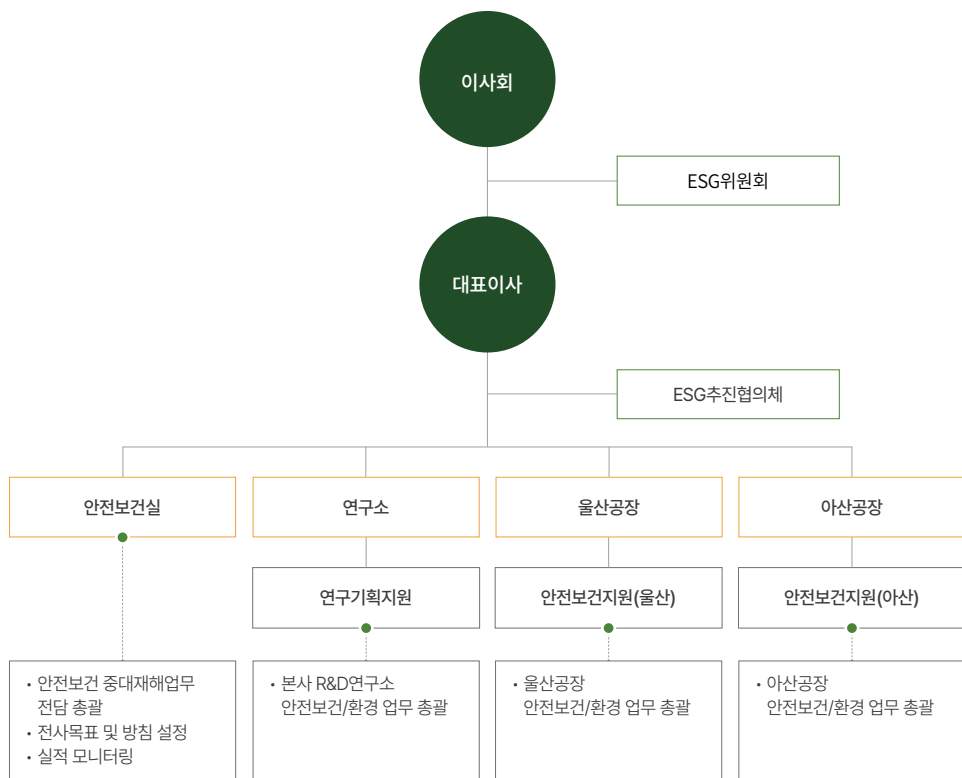 이사회
ESG위원회
대표이사
ESG추진협의체
안전보건실
연구소
울산공장
아산공장
연구기획지원
안전보건지원(울산)
안전보건지원(아산)
• 안전보건 중대재해업무
전담 총괄
• 전사목표 및 방침 설정
• 실적 모니터링
• 본사 R&D연구소
안전보건/환경 업무 총괄
• 울산공장
안전보건/환경 업무 총괄
• 아산공장
안전보건/환경 업무 총괄